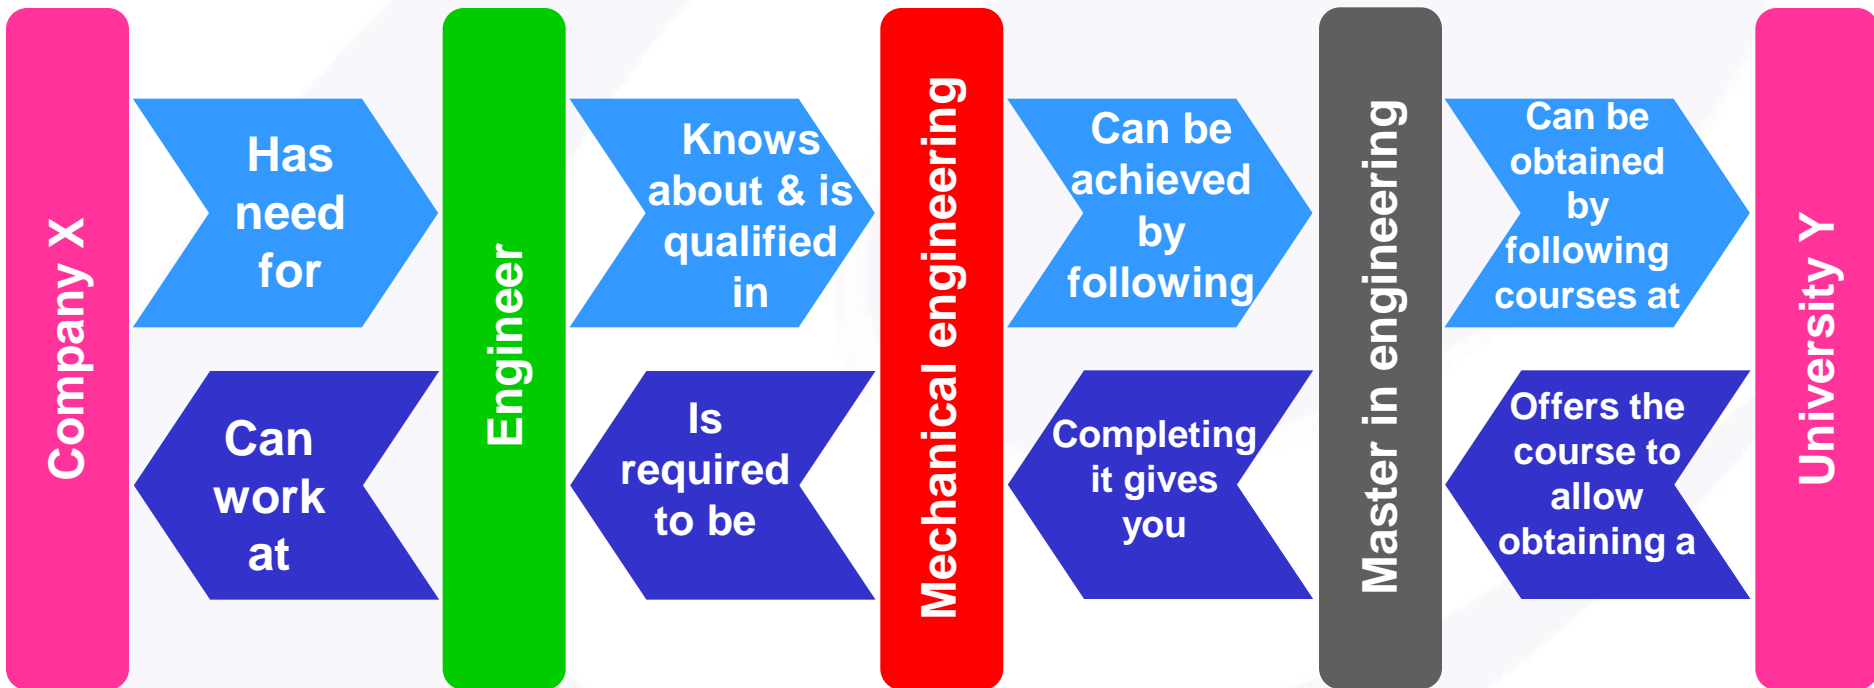 Company X
Has
need
for
Can
work
at
Engineer
Knows
about & is
qualified
in
Is
required
to be
Mechanical engineering
Can be
achieved
by
following
Completing
it gives
you
Master in engineering
Can be
obtained
by
following
courses at
Offers the
course to
allow
obtaining a
University Y